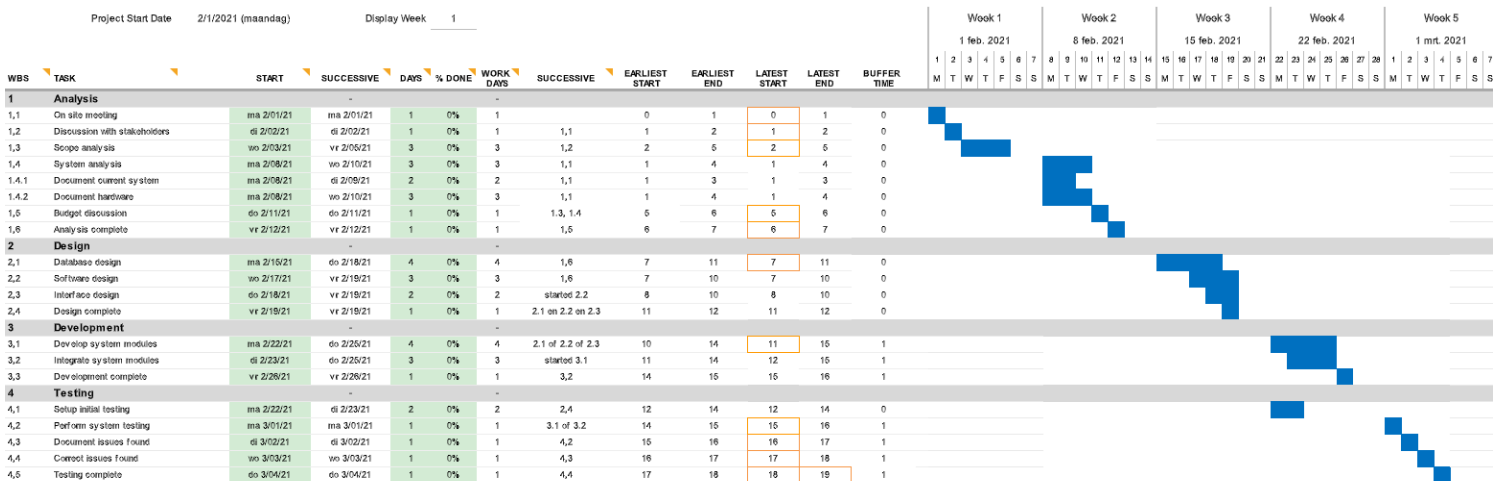 Project Start Date 2/1/2021 (maandag) Display Week 1 Week 1 Week 2 Week 3 Week 4 Week 5
1 feb. 2021 8 feb. 2021 15 feb. 2021 22 feb. 2021 1 mrt. 2021
1 2 3 4 5 6 7 8 9 10 11 12 13 14 15 16 17 18 19 20 21 22 23 24 25 26 27 28 1 2 3 4 5 6 7
WBS TASK START SUCCESSIVE DAYS % DONE WORK DAYS SUCCESSIVE EARLIEST START EARLIEST END LATEST START LATEST END BUFFER TIME M T W T F S S M T W T F S S M T W T F S S M T W T F S S M T W T F S S
1 Analysis - -
1,1 On site meeting ma 2/01/21 ma 2/01/21 1 0% 1 0 1 0 1 0
1,2 Discussion with stakeholders di 2/02/21 di 2/02/21 1 0% 1 1,1 1 2 1 2 0
1,3 Scope analysis wo 2/03/21 vr 2/05/21 3 0% 3 1,2 2 5 2 5 0
1,4 System analysis ma 2/08/21 wo 2/10/21 3 0% 3 1,1 1 4 1 4 0
1.4.1 Document current system ma 2/08/21 di 2/09/21 2 0% 2 1,1 1 3 1 3 0
1.4.2 Document hardware ma 2/08/21 wo 2/10/21 3 0% 3 1,1 1 4 1 4 0
1,5 Budget discussion do 2/11/21 do 2/11/21 1 0% 1 1.3, 1.4 5 6 5 6 0
1,6 Analysis complete vr 2/12/21 vr 2/12/21 1 0% 1 1,5 6 7 6 7 0
2 Design - -
2,1 Database design ma 2/15/21 do 2/18/21 4 0% 4 1,6 7 11 7 11 0
2,2 Software design wo 2/17/21 vr 2/19/21 3 0% 3 1,6 7 10 7 10 0
2,3 Interface design do 2/18/21 vr 2/19/21 2 0% 2 started 2.2 8 10 8 10 0
2,4 Design complete vr 2/19/21 vr 2/19/21 1 0% 1 2.1 en 2.2 en 2.3 11 12 11 12 0
3 Development - -
3,1 Develop system modules ma 2/22/21 do 2/25/21 4 0% 4 2.1 of 2.2 of 2.3 10 14 11 15 1
3,2 Integrate system modules di 2/23/21 do 2/25/21 3 0% 3 started 3.1 11 14 12 15 1
3,3 Development complete vr 2/26/21 vr 2/26/21 1 0% 1 3,2 14 15 15 16 1
4 Testing - -
4,1 Setup initial testing ma 2/22/21 di 2/23/21 2 0% 2 2,4 12 14 12 14 0
4,2 Perform system testing ma 3/01/21 ma 3/01/21 1 0% 1 3.1 of 3.2 14 15 15 16 1
4,3 Document issues found di 3/02/21 di 3/02/21 1 0% 1 4,2 15 16 16 17 1
4,4 Correct issues found wo 3/03/21 wo 3/03/21 1 0% 1 4,3 16 17 17 18 1
4,5 Testing complete do 3/04/21 do 3/04/21 1 0% 1 4,4 17 18 18 19 1